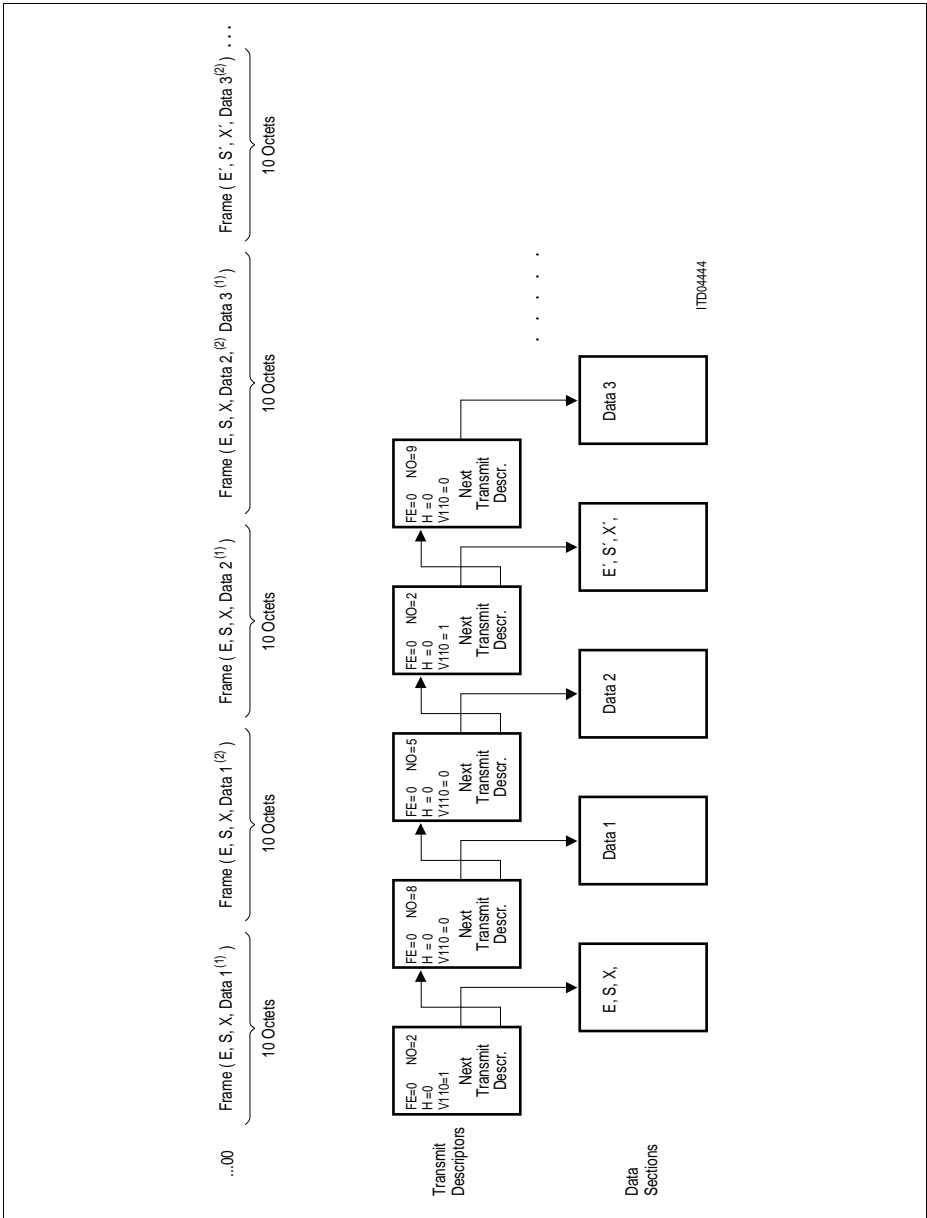 ...00
Frame ( E, S, X, Data 1(1) )
Frame ( E, S, X, Data 1(2) )
Frame ( E, S, X, Data 2(1) )
Frame ( E, S, X, Data 2,(2) Data 3 (1) )
Frame ( E´, S´, X´, Data 3(2) ) ...
10 Octets
10 Octets
10 Octets
10 Octets
10 Octets
Transmit
Descriptors
FE=0 NO=2
H =0
V110=1
Next
Transmit
Descr.
FE=0 NO=8
H = 0
V110 = 0
Next
Transmit
Descr.
FE=0 NO=5
H = 0
V110 = 0
Next
Transmit
Descr.
FE=0 NO=2
H = 0
V110 = 1
Next
Transmit
Descr.
FE=0 NO=9
H = 0
V110 = 0
Next
Transmit
Descr.
. . . . .
Data
Sections
E, S, X,
Data 1
Data 2
E´, S´, X´,
Data 3
ITD04444